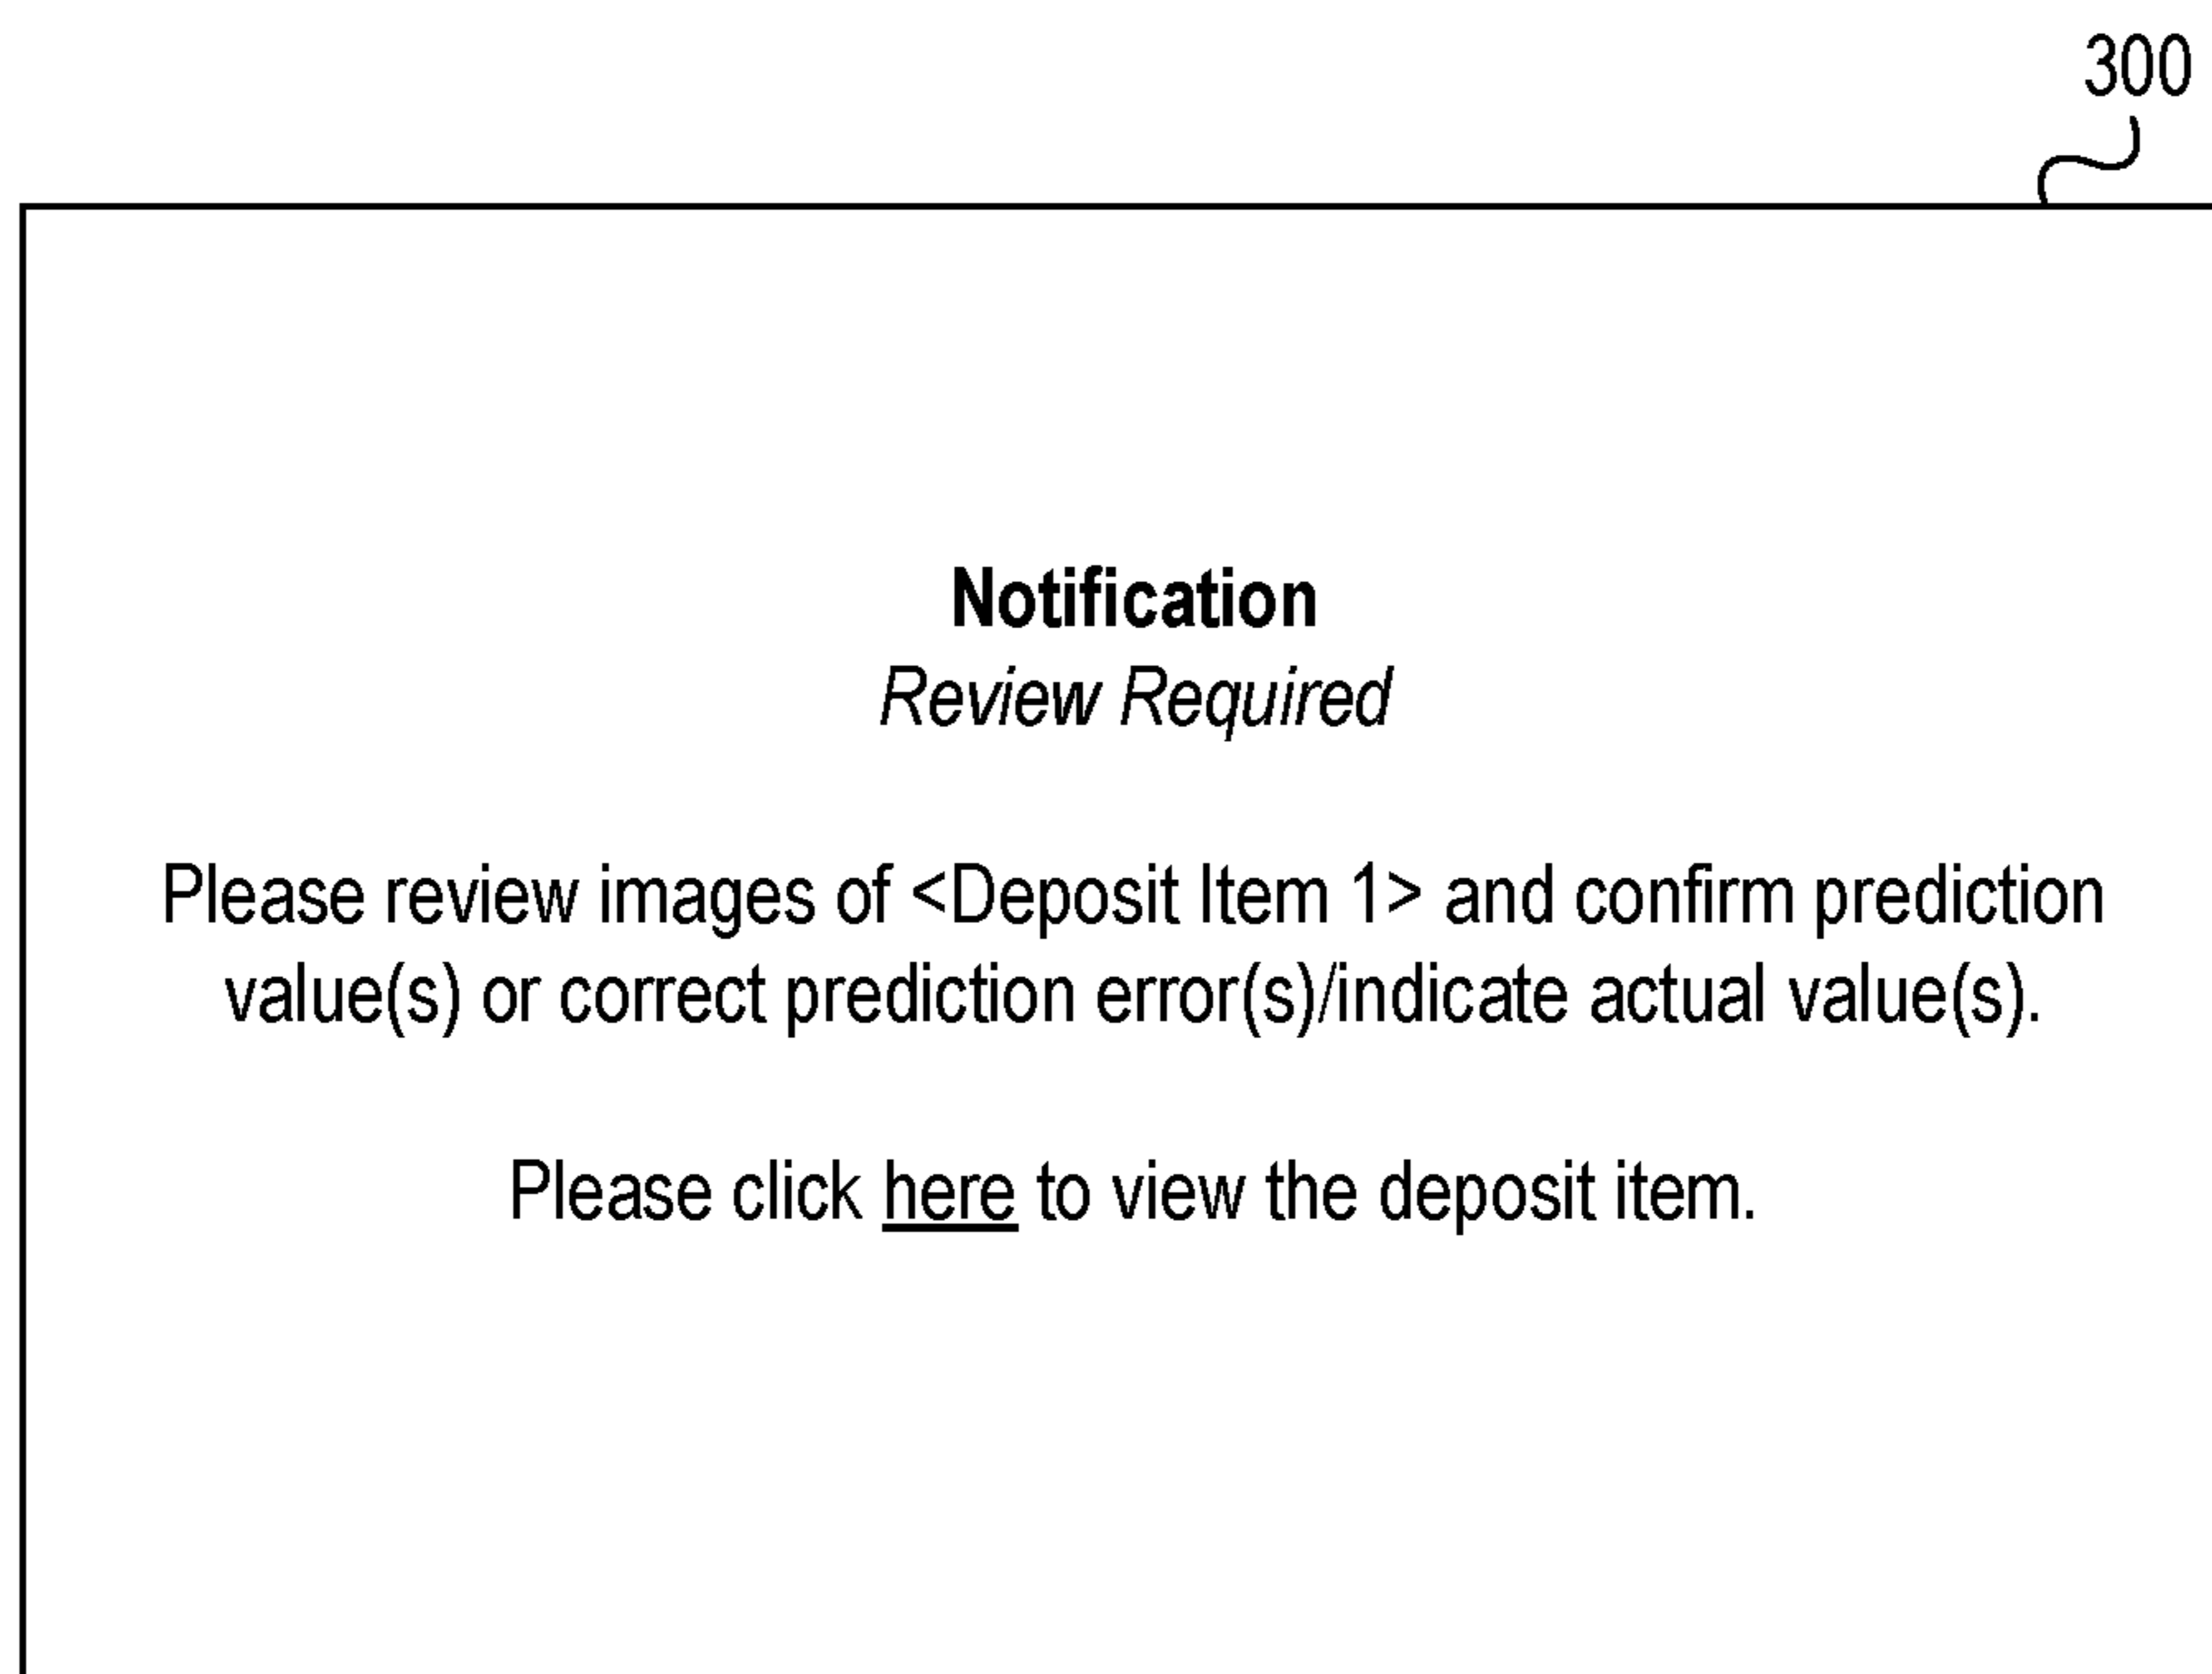 300
Notification
Review Required
Please review images of <Deposit Item 1> and confirm prediction
value(s) or correct prediction error(s)/indicate actual value(s).
Please click here to view the deposit item.